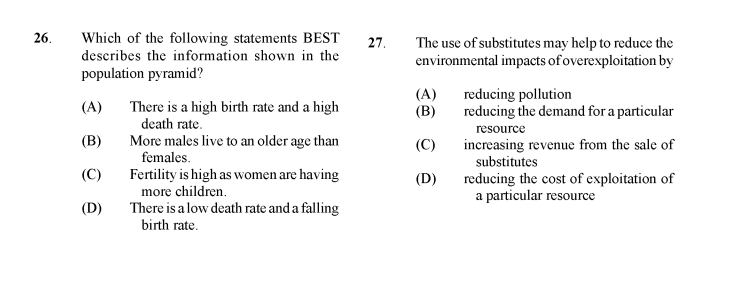 26. Which of the following statements BEST
describes the information shown in the
population pyramid?
(A) There is a high birth rate and a high
death rate.
(B) More males live to an older age than
females.
(C) Fertility is high as women are having
more children.
(D) There is a low death rate and a falling
birth rate.
27. The use of substitutes may help to reduce the
environmental impacts of overexploitation by
(A) reducing pollution
(B) reducing the demand for a particular
resource
(C) increasing revenue from the sale of
substitutes
(D) reducing the cost of exploitation of
a particular resource